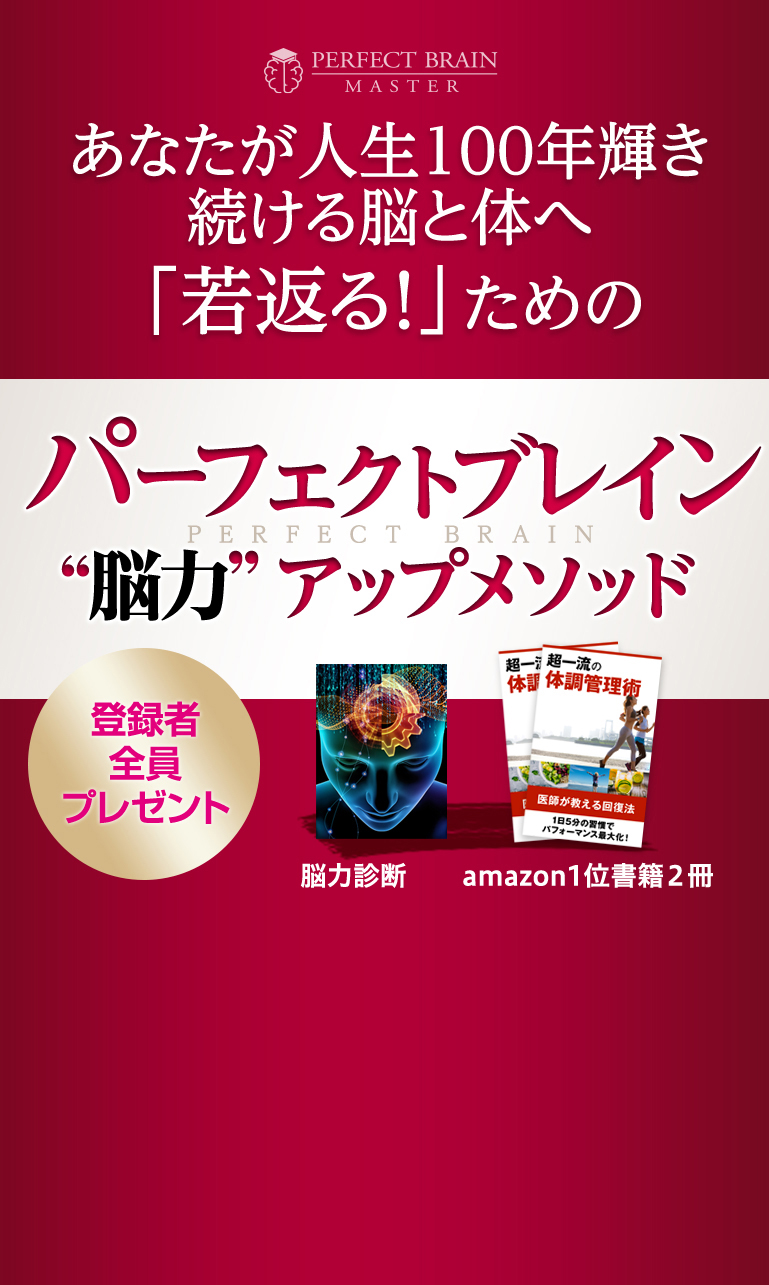 PERFECT BRAIN
MASTER
あなたが人生100年輝き
続ける脳と体へ
「若返る!」ための
パーフェクトブレイン
PERFECT BRAIN
“脳力”アップメソッド
登録者
全員
プレゼント
超一流の
体調管理術
医師が教える回復法
1日5分の習慣で
パフォーマンス最大化!
脳力診断
amazon1位書籍２冊